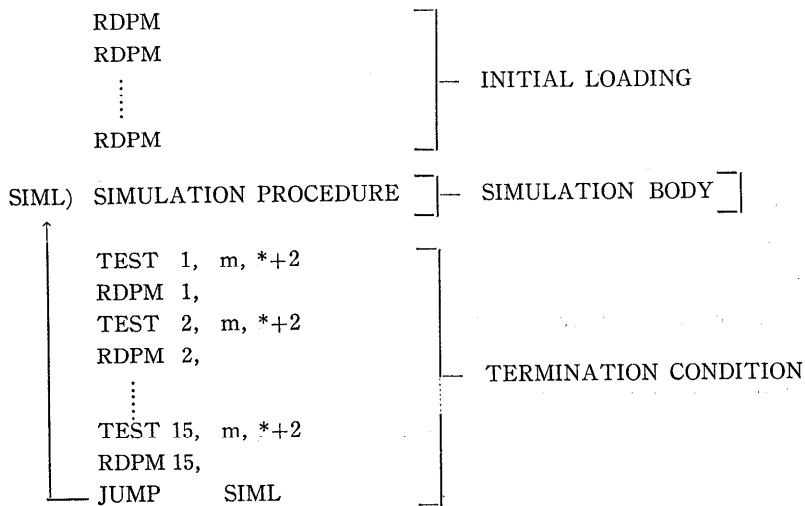 RDPM
RDPM
RDPM
INITIAL LOADING
SIML) SIMULATION PROCEDURE
SIMULATION BODY
TEST 1, m, *+2
RDPM 1,
TEST 2, m, *+2
RDPM 2,
TEST 15, m, *+2
RDPM 15,
JUMP SIML
TERMINATION CONDITION